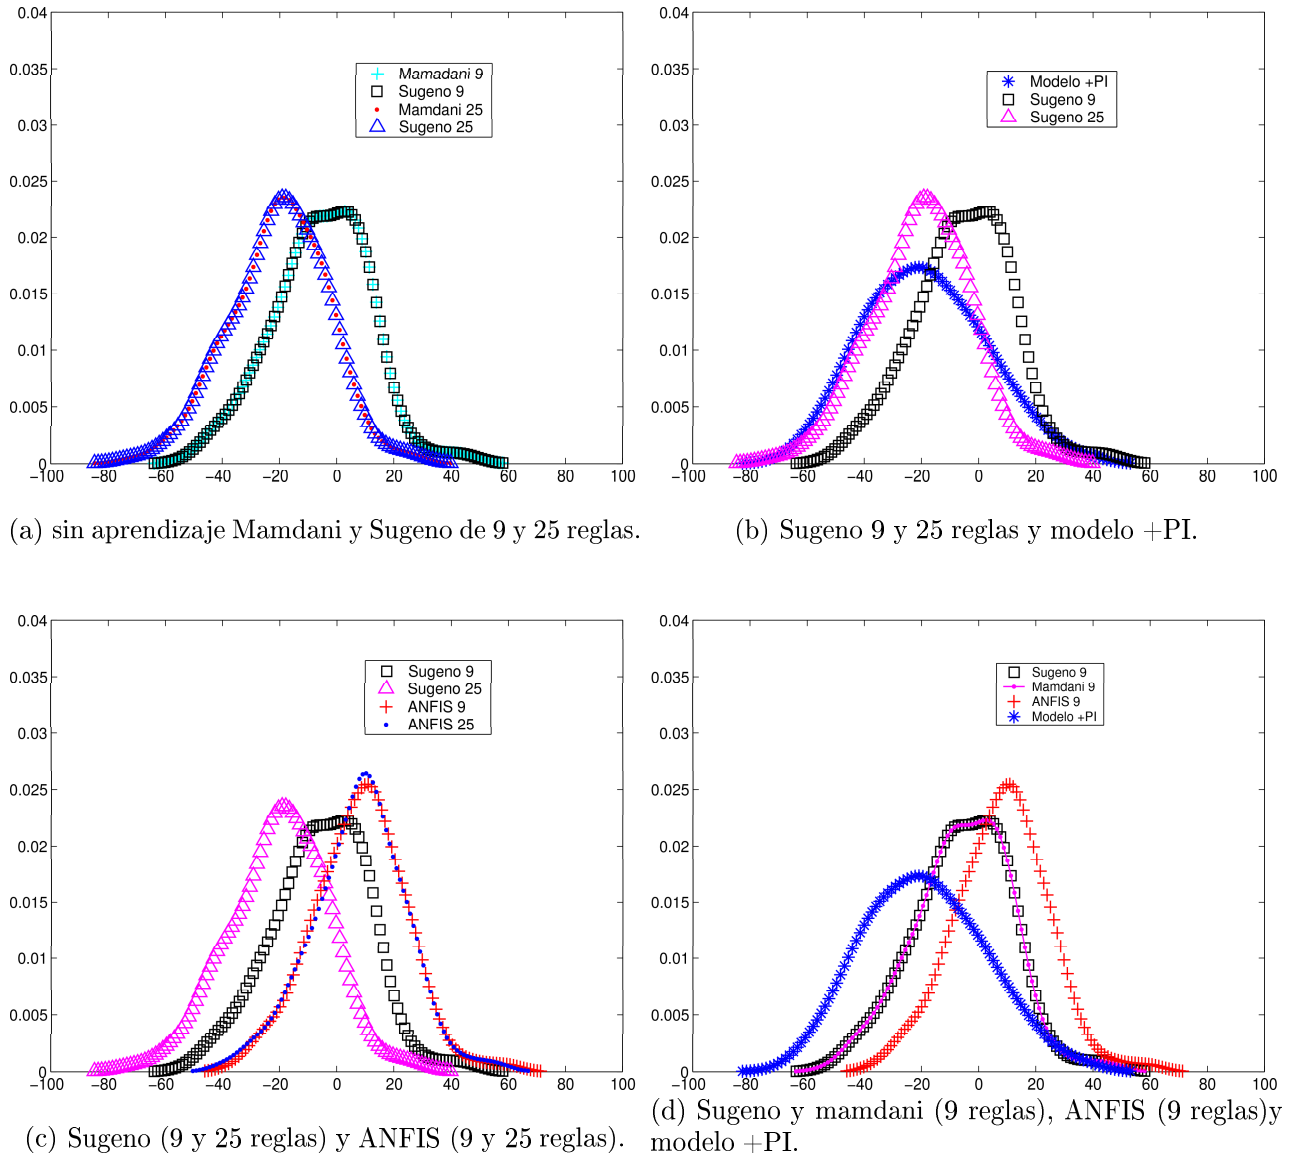 0.04
0.035
0.03
0.025
0.02
0.015
0.01
0.005
0
−100 −80 −60 −40 −20 0 20 40 60 80 100
Mamadani 9
Sugeno 9
Mamdani 25
Sugeno 25
(a) sin aprendizaje Mamdani y Sugeno de 9 y 25 reglas.
0.04
0.035
0.03
0.025
0.02
0.015
0.01
0.005
0
−100 −80 −60 −40 −20 0 20 40 60 80 100
Modelo +PI
Sugeno 9
Sugeno 25
(b) Sugeno 9 y 25 reglas y modelo +PI.
0.04
0.035
0.03
0.025
0.02
0.015
0.01
0.005
0
−100 −80 −60 −40 −20 0 20 40 60 80 100
Sugeno 9
Sugeno 25
ANFIS 9
ANFIS 25
(c) Sugeno (9 y 25 reglas) y ANFIS (9 y 25 reglas).
0.04
0.035
0.03
0.025
0.02
0.015
0.01
0.005
0
−100 −80 −60 −40 −20 0 20 40 60 80 100
Sugeno 9
Mamdani 9
ANFIS 9
Modelo +PI
(d) Sugeno y mamdani (9 reglas), ANFIS (9 reglas)y
modelo +PI.